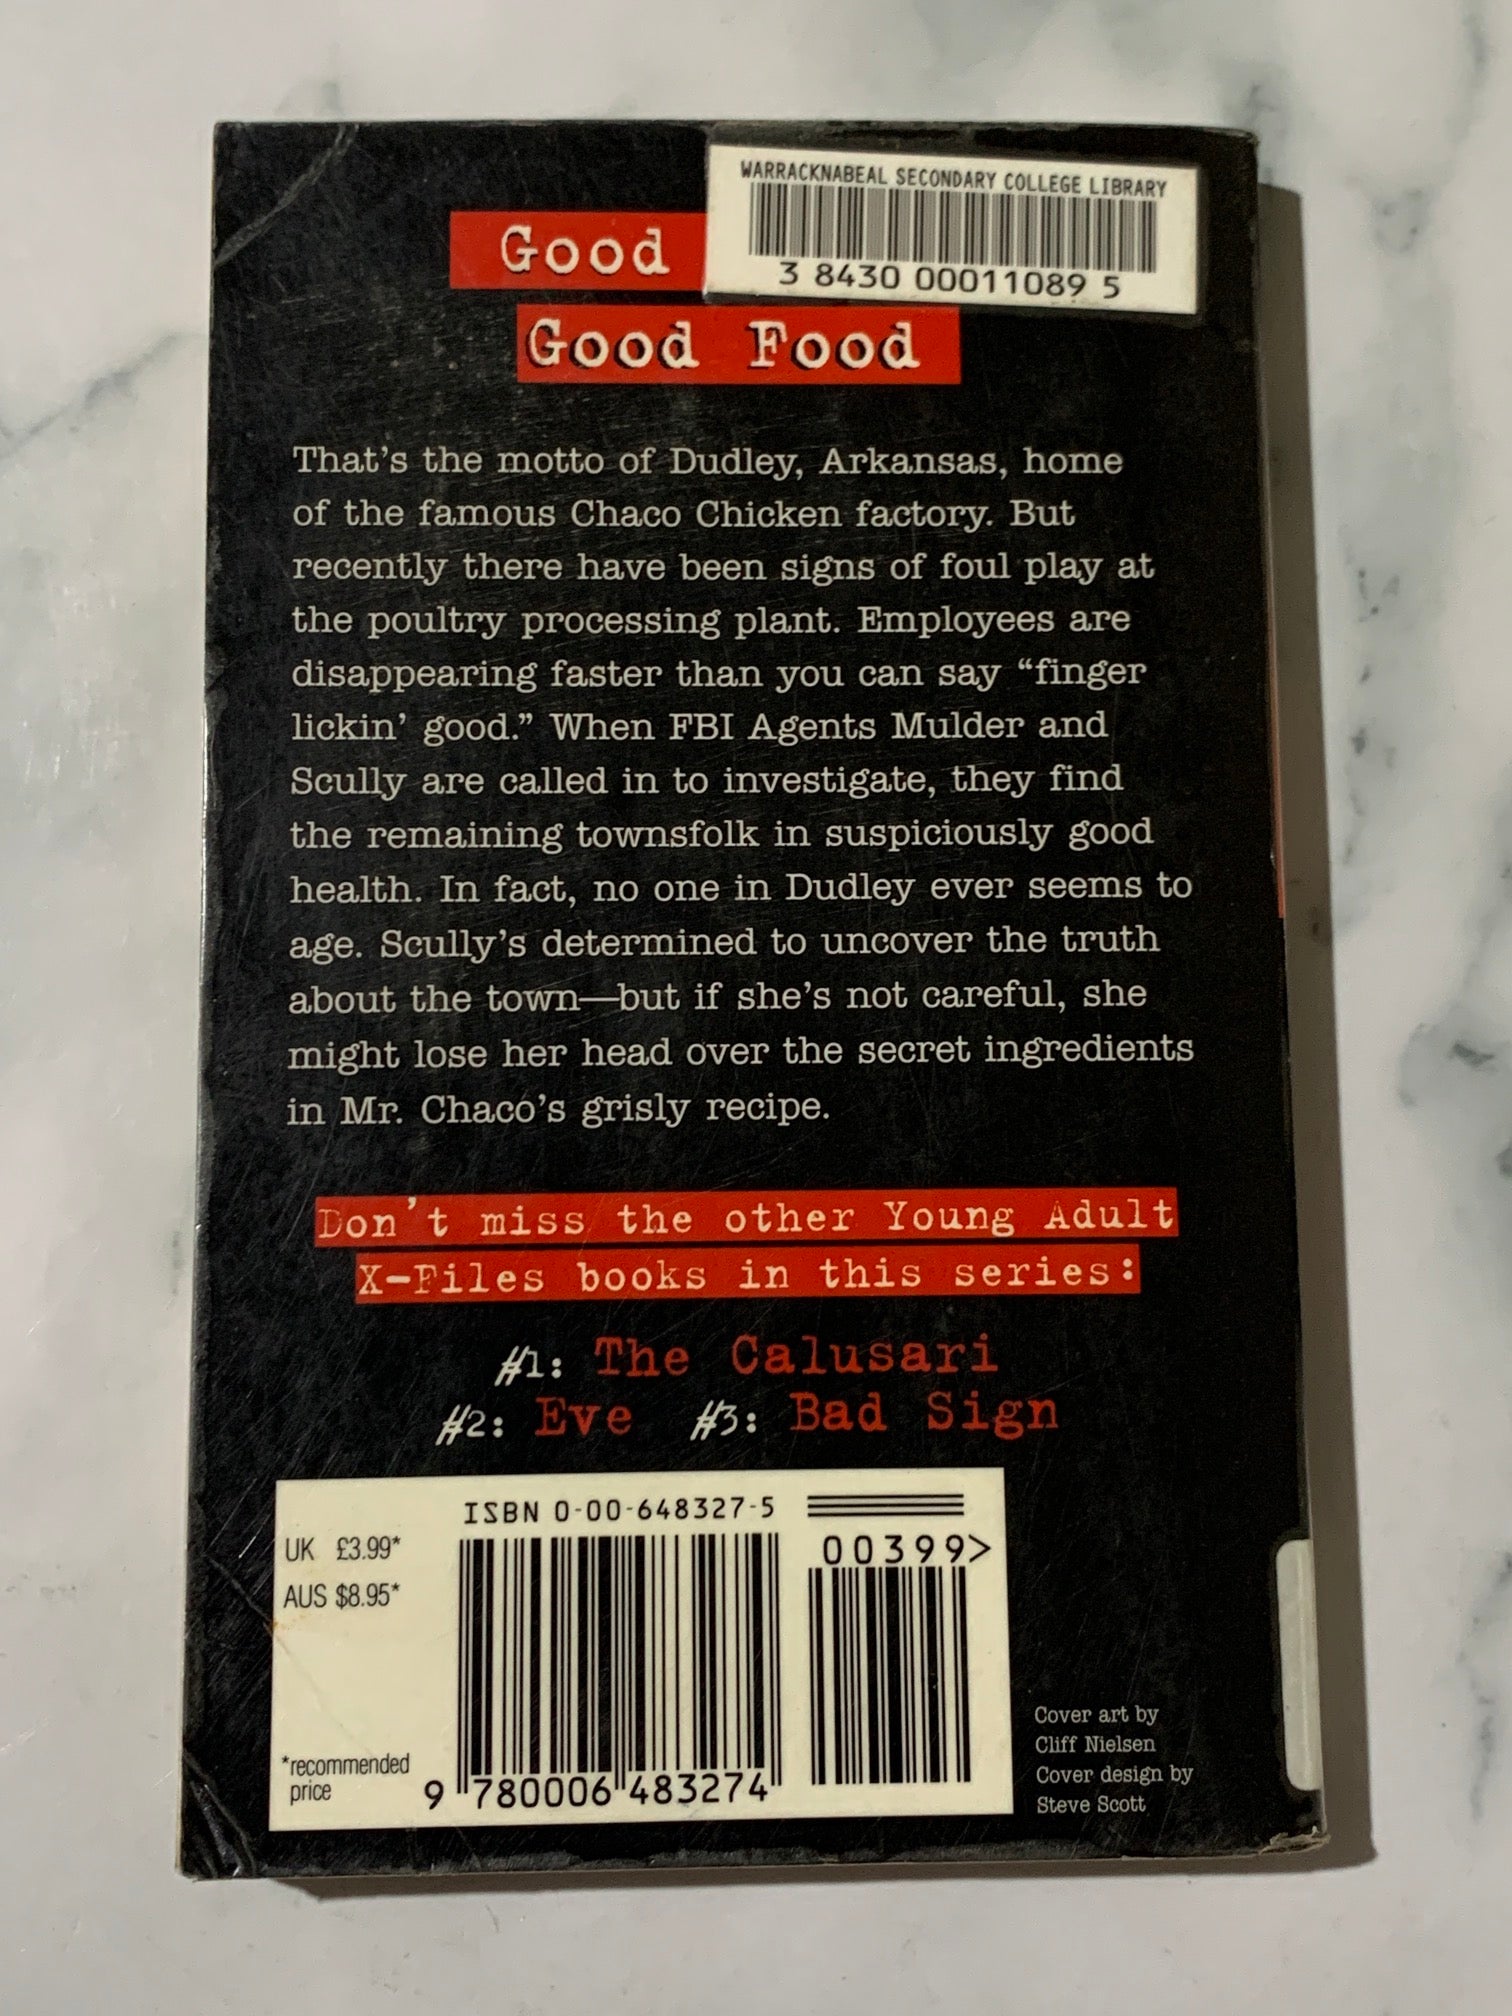 WARRACKNABEAL SECONDARY COLLEGE LIBRARY
3 8430 00011089 5
Good
Good Food
That's the motto of Dudley, Arkansas, home
of the famous Chaco Chicken factory. But
recently there have been signs of foul play at
the poultry processing plant. Employees are
disappearing faster than you can say “finger
lickin’ good.” When FBI Agents Mulder and
Scully are called in to investigate, they find
the remaining townsfolk in suspiciously good
health. In fact, no one in Dudley ever seems to
age. Scully's determined to uncover the truth
about the town—but if she's not careful, she
might lose her head over the secret ingredients
in Mr. Chaco's grisly recipe.
Don't miss the other Young Adult
X-Files books in this series:
#1: The Calusari
#2: Eve #3: Bad Sign
ISBN 0-00-648327-5
UK £3.99*
AUS $8.95*
00399>
*recommended
price
9 780006 483274
Cover art by
Cliff Nielsen
Cover design by
Steve Scott